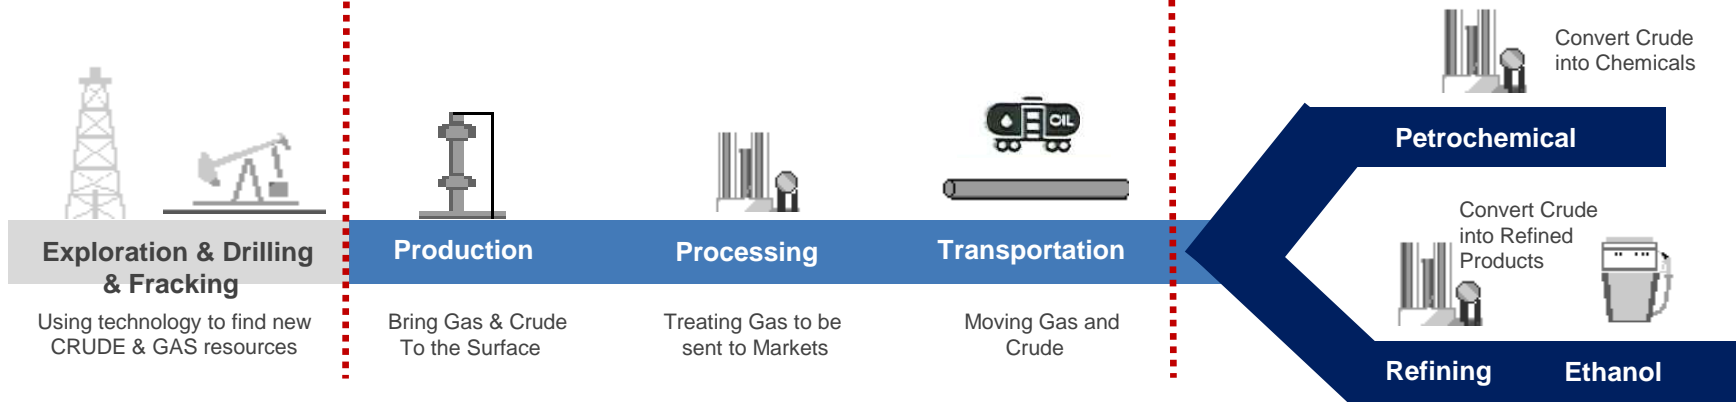 Exploration & Drilling
& Fracking
Using technology to find new
CRUDE & GAS resources
Production
Bring Gas & Crude
To the Surface
Processing
Treating Gas to be
sent to Markets
OIL
Transportation
Moving Gas and
Crude
Convert Crude
into Chemicals
Petrochemical
Convert Crude
into Refined
Products
Refining
Ethanol